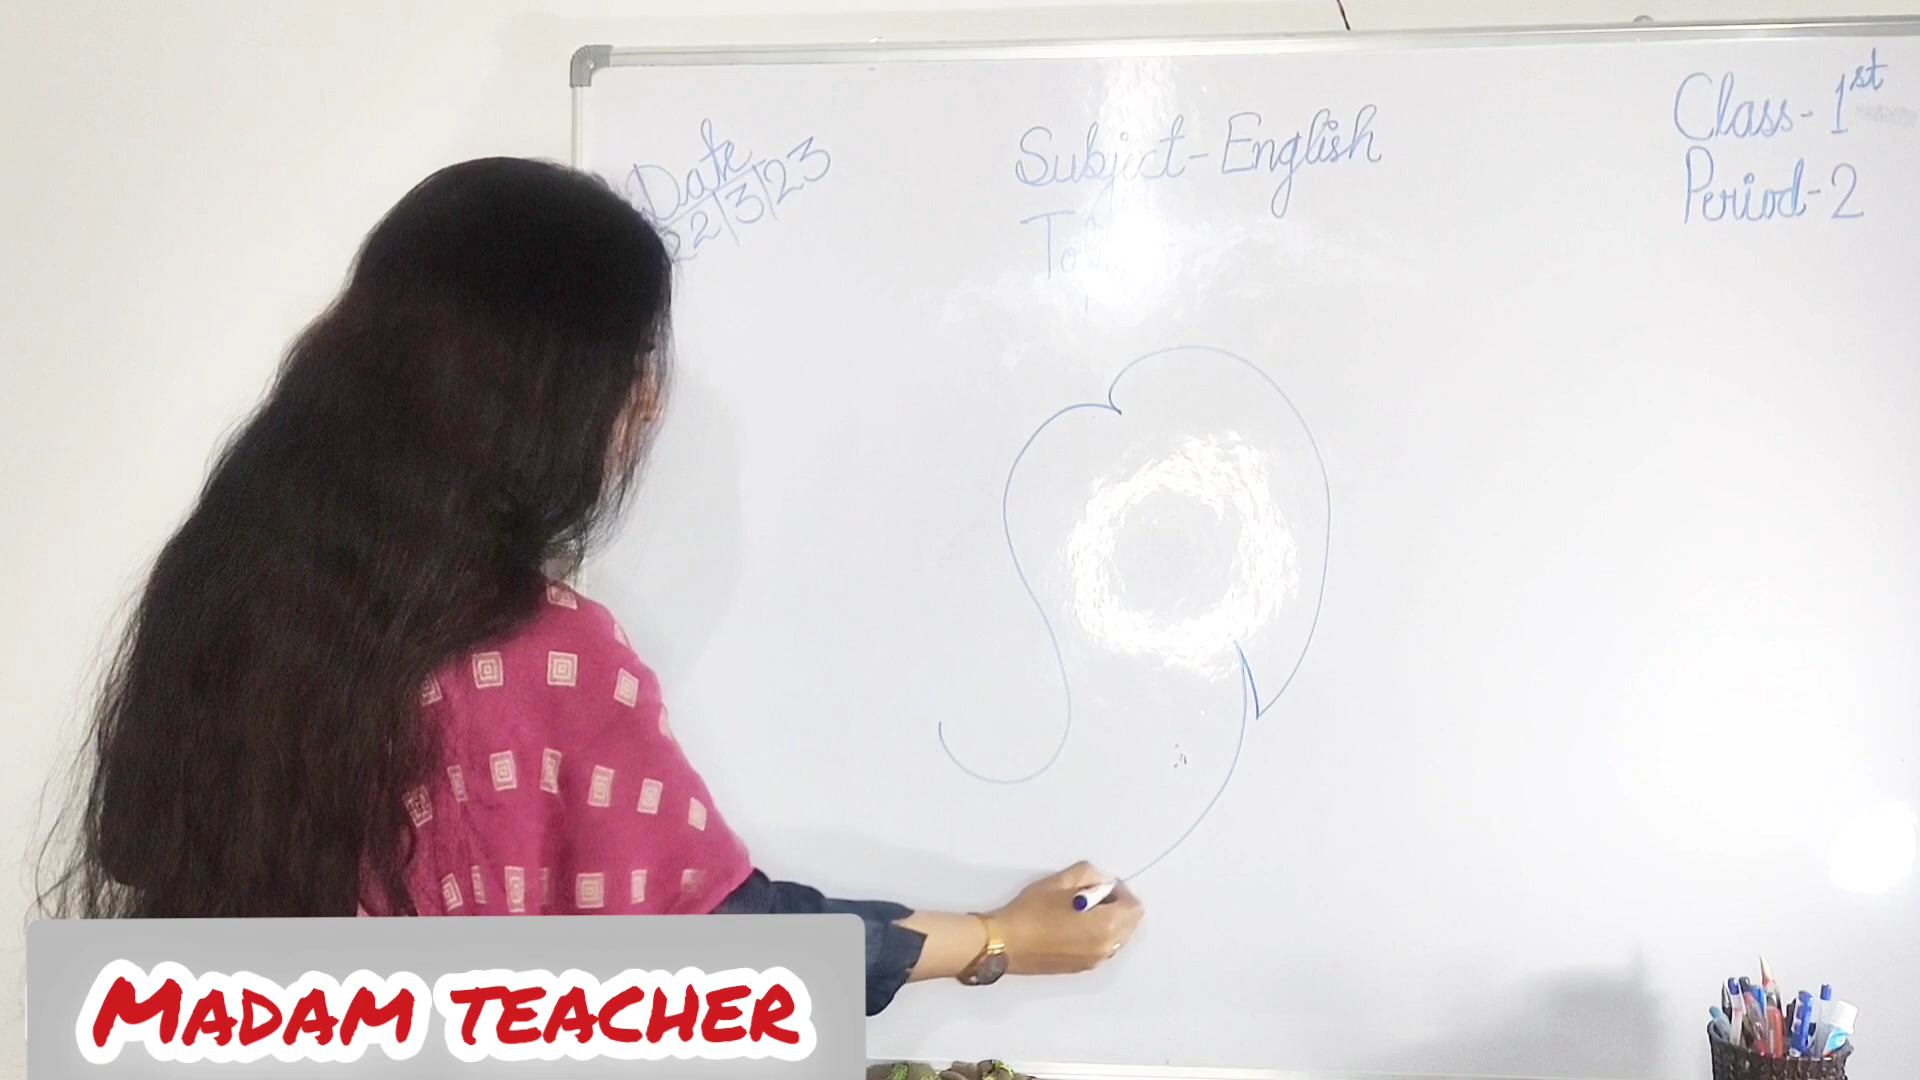 Date
22/3/23
Subject-English
Class-1st
Period-2
MADAM TEACHER